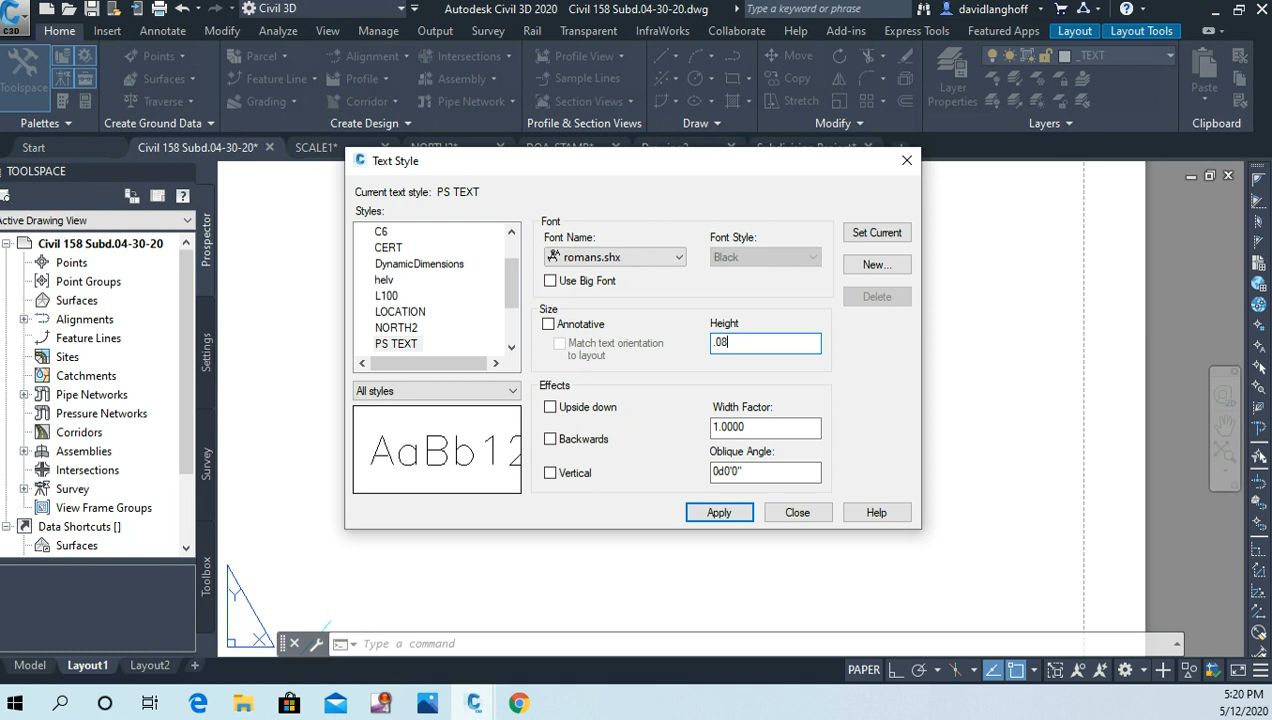 C3D
Civil 3D
Autodesk Civil 3D 2020 Civil 158 Subd.04-30-20.dwg
Type a keyword or phrase
davidlanghoff
Home Insert Annotate Modify Analyze View Manage Output Survey Rail Transparent InfraWorks Collaborate Help Add-ins Express Tools Featured Apps Layout Layout Tools
Toolspace
Points
Surfaces
Traverse
Parcel
Feature Line
Grading
Alignment
Profile
Corridor
Intersections
Assembly
Pipe Network
Profile View
Sample Lines
Section Views
Move
Copy
Stretch
Layer
Properties
_TEXT
Paste
Palettes
Create Ground Data
Create Design
Profile & Section Views
Draw
Modify
Layers
Clipboard
Start
Civil 158 Subd.04-30-20*
SCALE1*
TOOLSPACE
Active Drawing View
Civil 158 Subd.04-30-20
Points
Point Groups
Surfaces
Alignments
Feature Lines
Sites
Catchments
Pipe Networks
Pressure Networks
Corridors
Assemblies
Intersections
Survey
View Frame Groups
Data Shortcuts []
Surfaces
Prospector
Settings
Survey
Toolbox
Text Style
Current text style: PS TEXT
Styles:
C6
CERT
DynamicDimensions
helv
L100
LOCATION
NORTH2
PS TEXT
All styles
AaBb12
Font
Font Name:
romans.shx
Font Style:
Black
Use Big Font
Size
Annotative
Match text orientation
to layout
Height
.08
Effects
Upside down
Backwards
Vertical
Width Factor:
1.0000
Oblique Angle:
0d0'0"
Set Current
New...
Delete
Apply
Close
Help
Y
X
Type a command
Model Layout1 Layout2 +
PAPER
5:20 PM
5/12/2020